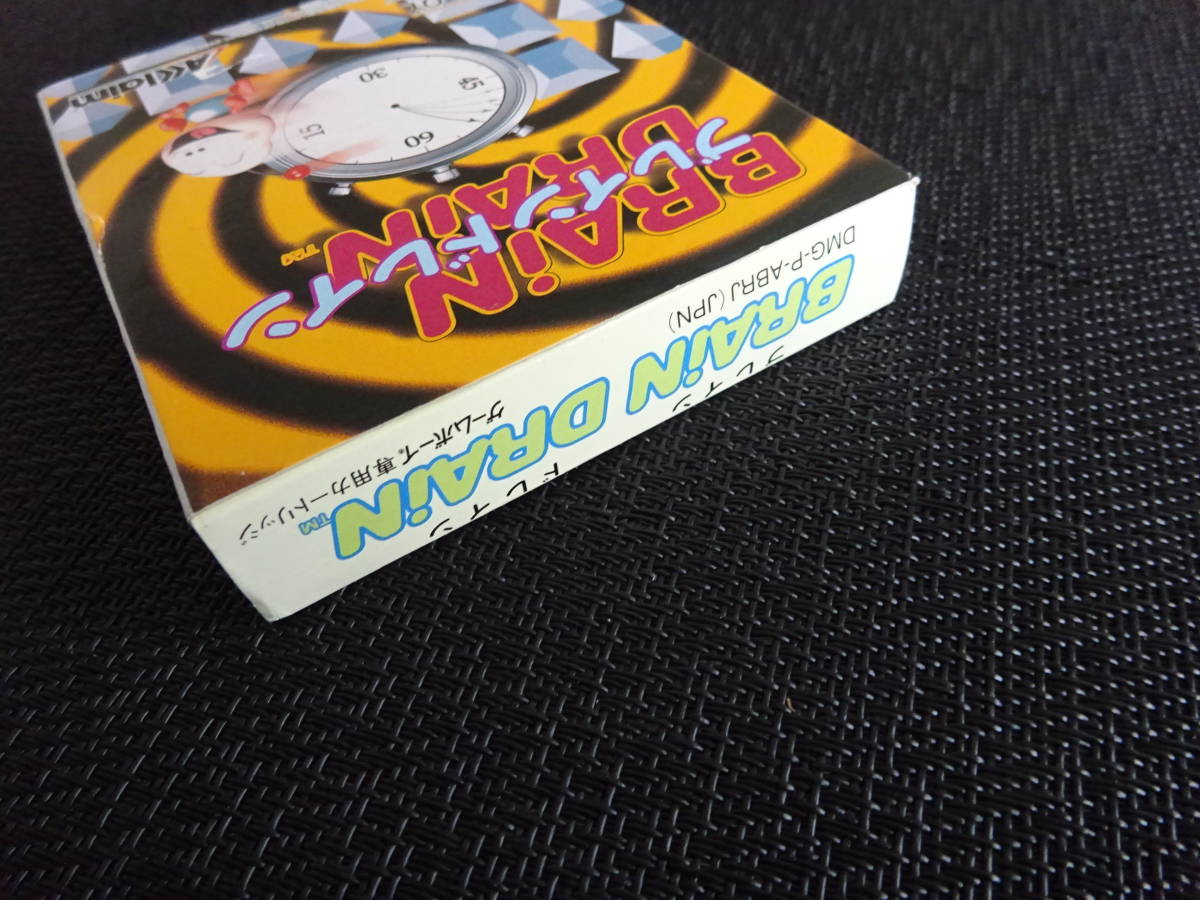 BRAiN
DRAiN
ブレインドレイン
TM
15
30
45
60
AKklaim
DMG-P-ABRJ (JPN)
ブレイン ドレイン
BRAiN DRAiN TM
ゲームボーイ®専用カートリッジ